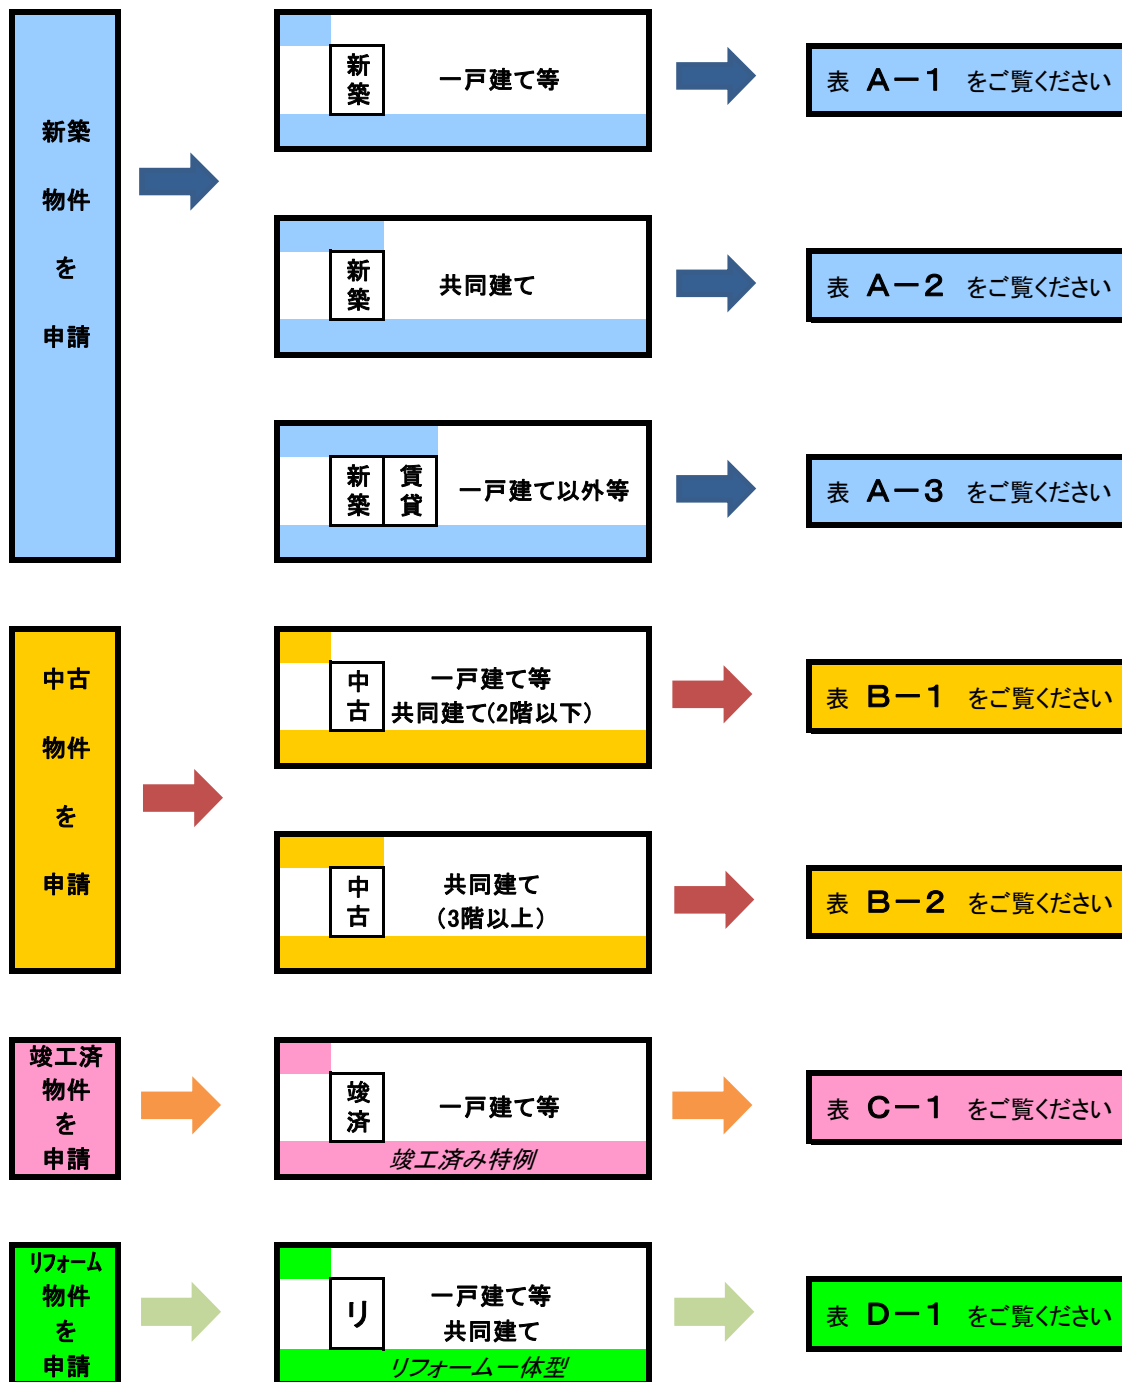 新築
物件
を
申請
新築
一戸建て等
表 A－1 をご覧ください
新築
共同建て
表 A－2 をご覧ください
新築
賃貸
一戸建て以外等
表 A－3 をご覧ください
中古
物件
を
申請
中古
一戸建て等
共同建て(2階以下)
表 B－1 をご覧ください
中古
共同建て
(3階以上)
表 B－2 をご覧ください
竣工済
物件
を
申請
竣済
一戸建て等
竣工済み特例
表 C－1 をご覧ください
リフォーム
物件
を
申請
リ
一戸建て等
共同建て
リフォーム一体型
表 D－1 をご覧ください